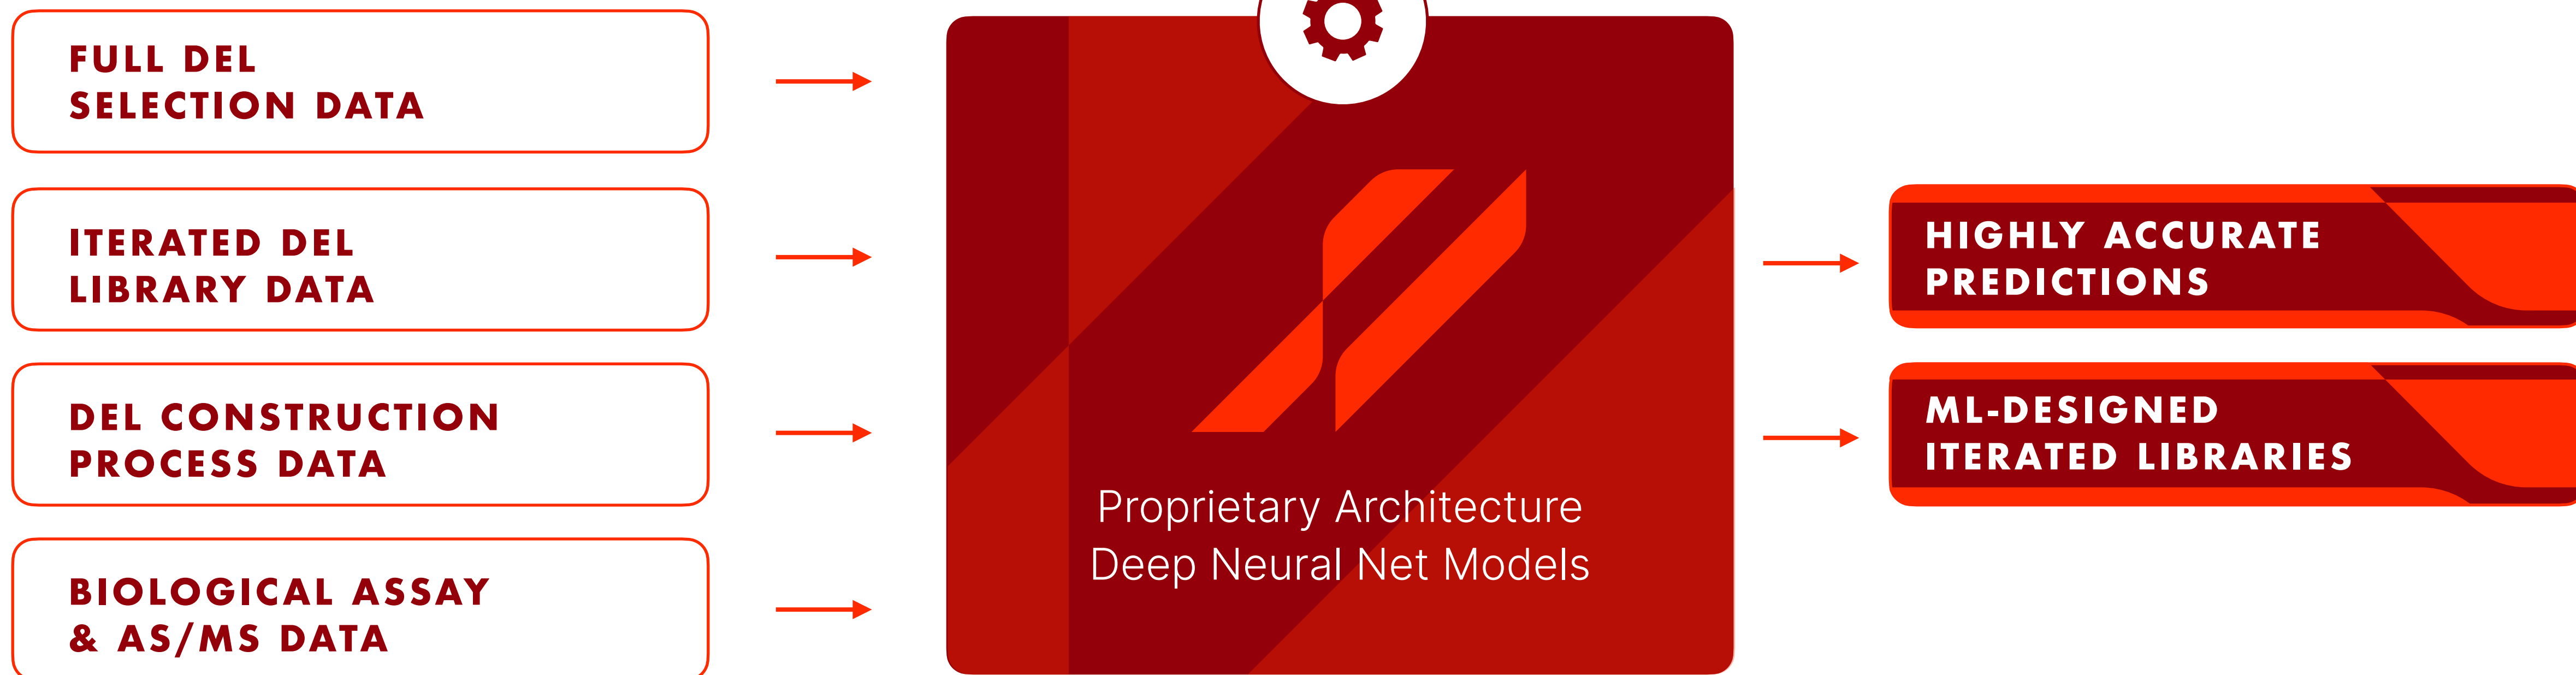 FULL DEL
SELECTION DATA
ITERATED DEL
LIBRARY DATA
DEL CONSTRUCTION
PROCESS DATA
BIOLOGICAL ASSAY
& AS/MS DATA
Proprietary Architecture
Deep Neural Net Models
HIGHLY ACCURATE
PREDICTIONS
ML-DESIGNED
ITERATED LIBRARIES